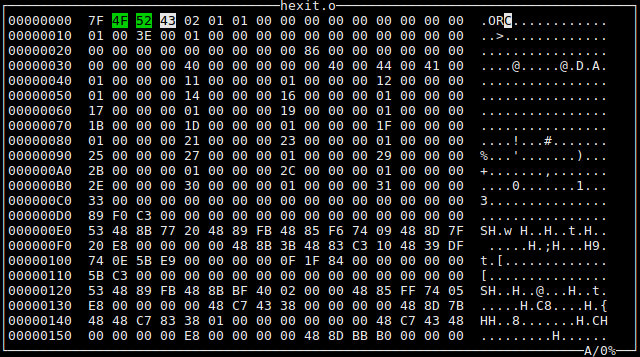 hexit.o
00000000 7F 4F 52 43 02 01 01 00 00 00 00 00 00 00 00 00 .ORC............
00000010 01 00 3E 00 01 00 00 00 00 00 00 00 00 00 00 00 ..>.............
00000020 00 00 00 00 00 00 00 00 86 00 00 00 00 00 00 00 ................
00000030 00 00 00 00 40 00 00 00 00 00 40 00 44 00 41 00 ....@.....@.D.A.
00000040 01 00 00 00 11 00 00 00 01 00 00 00 12 00 00 00 ................
00000050 01 00 00 00 14 00 00 00 16 00 00 00 01 00 00 00 ................
00000060 17 00 00 00 01 00 00 00 19 00 00 00 01 00 00 00 ................
00000070 1B 00 00 00 1D 00 00 00 01 00 00 00 1F 00 00 00 ................
00000080 01 00 00 00 21 00 00 00 23 00 00 00 01 00 00 00 ....!...#.......
00000090 25 00 00 00 27 00 00 00 01 00 00 00 29 00 00 00 %...'.......)...
000000A0 2B 00 00 00 01 00 00 00 2C 00 00 00 01 00 00 00 +.......,.......
000000B0 2E 00 00 00 30 00 00 00 01 00 00 00 31 00 00 00 ....0.......1...
000000C0 33 00 00 00 00 00 00 00 00 00 00 00 00 00 00 00 3...............
000000D0 89 F0 C3 00 00 00 00 00 00 00 00 00 00 00 00 00 ................
000000E0 53 48 8B 77 20 48 89 FB 48 85 F6 74 09 48 8D 7F SH.w H..H..t.H..
000000F0 20 E8 00 00 00 00 48 8B 3B 48 83 C3 10 48 39 DF  .....H.;H...H9.
00000100 74 0E 5B E9 00 00 00 00 0F 1F 84 00 00 00 00 00 t.[.............
00000110 5B C3 00 00 00 00 00 00 00 00 00 00 00 00 00 00 [...............
00000120 53 48 89 FB 48 8B BF 40 02 00 00 48 85 FF 74 05 SH..H..@...H..t.
00000130 E8 00 00 00 00 48 C7 43 38 00 00 00 00 48 8D 7B .....H.C8....H.{
00000140 48 48 C7 83 38 01 00 00 00 00 00 00 48 C7 43 48 HH..8.......H.CH
00000150 00 00 00 00 E8 00 00 00 00 48 8D BB B0 00 00 00 .........H......
A/0%